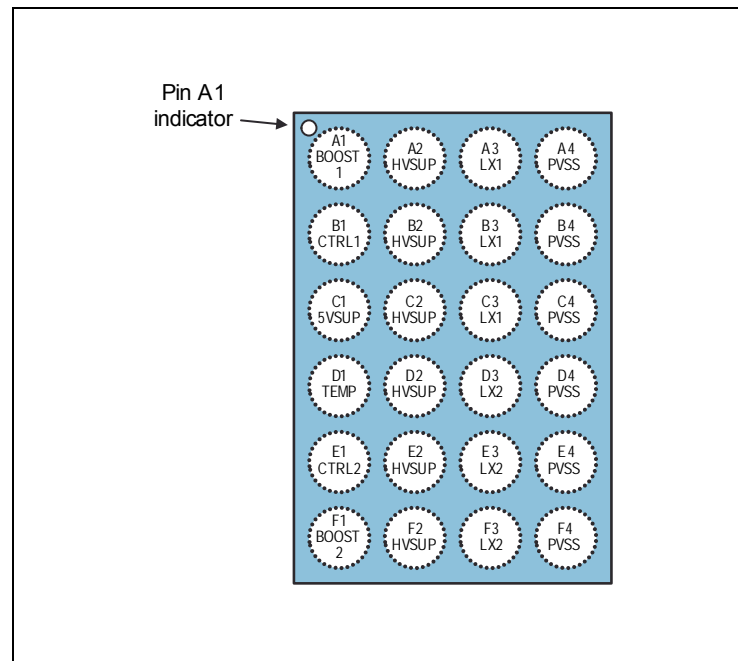 Pin A1
indicator
A1
BOOST
1
A2
HVSUP
A3
LX1
A4
PVSS
B1
CTRL1
B2
HVSUP
B3
LX1
B4
PVSS
C1
5VSUP
C2
HVSUP
C3
LX1
C4
PVSS
D1
TEMP
D2
HVSUP
D3
LX2
D4
PVSS
E1
CTRL2
E2
HVSUP
E3
LX2
E4
PVSS
F1
BOOST
2
F2
HVSUP
F3
LX2
F4
PVSS